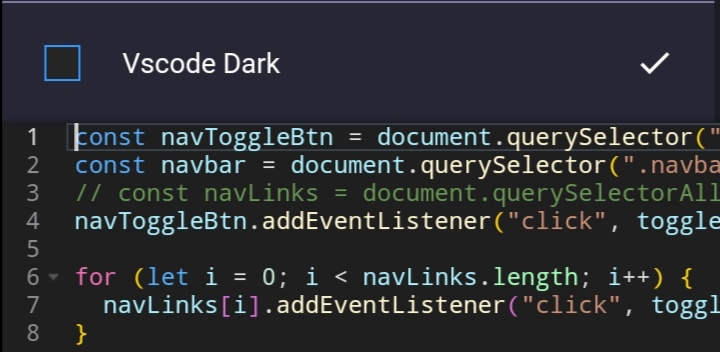 Vscode Dark
1 const navToggleBtn = document.querySelector("
2 const navbar = document.querySelector(".navba
3 // const navLinks = document.querySelectorAll
4 navToggleBtn.addEventListener("click", toggle
5
6 for (let i = 0; i < navLinks.length; i++) {
7 navLinks[i].addEventListener("click", toggl
8 }